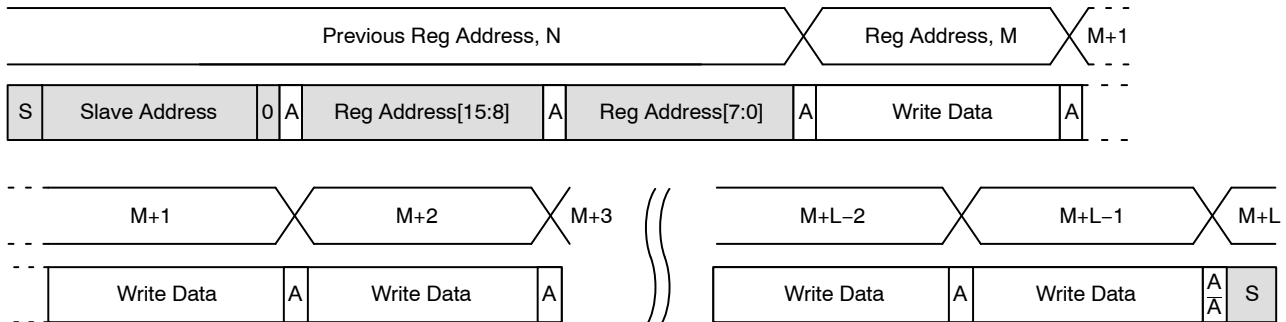 Previous Reg Address, N Reg Address, M M+1
S Slave Address 0 A Reg Address[15:8] A Reg Address[7:0] A Write Data A
M+1 M+2 M+3 M+L−2 M+L−1 M+L
Write Data A Write Data A Write Data A Write Data A A̅ S